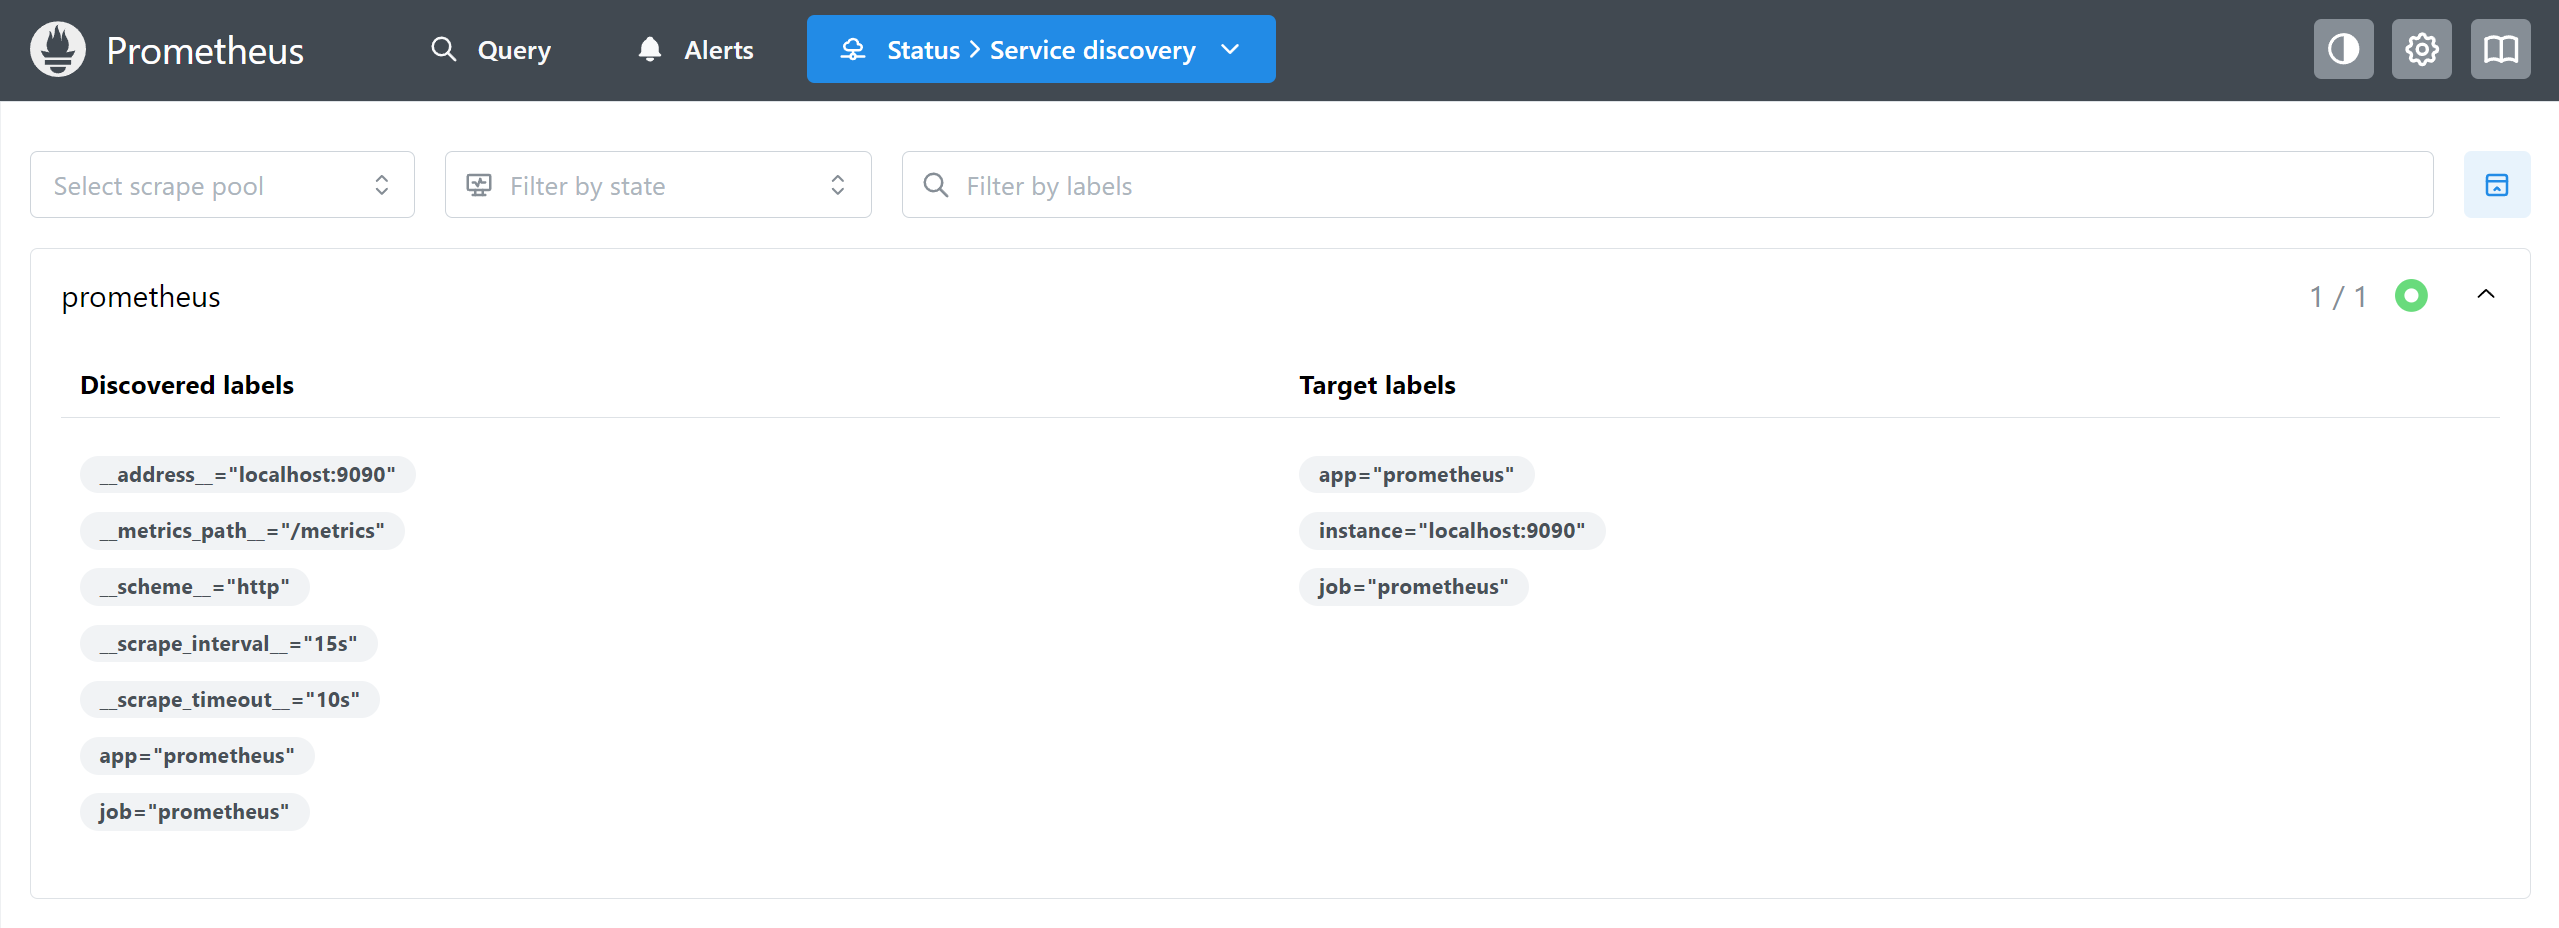 Prometheus Query Alerts Status > Service discovery
Select scrape pool Filter by state Filter by labels
prometheus 1 / 1
Discovered labels Target labels
__address__="localhost:9090" app="prometheus"
__metrics_path__="/metrics" instance="localhost:9090"
__scheme__="http" job="prometheus"
__scrape_interval__="15s"
__scrape_timeout__="10s"
app="prometheus"
job="prometheus"